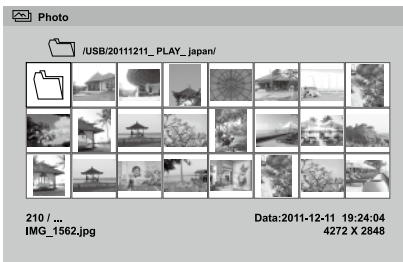 Photo
/USB/20111211_ PLAY_ japan/
210 / ...
IMG_1562.jpg
Data:2011-12-11 19:24:04
4272 X 2848